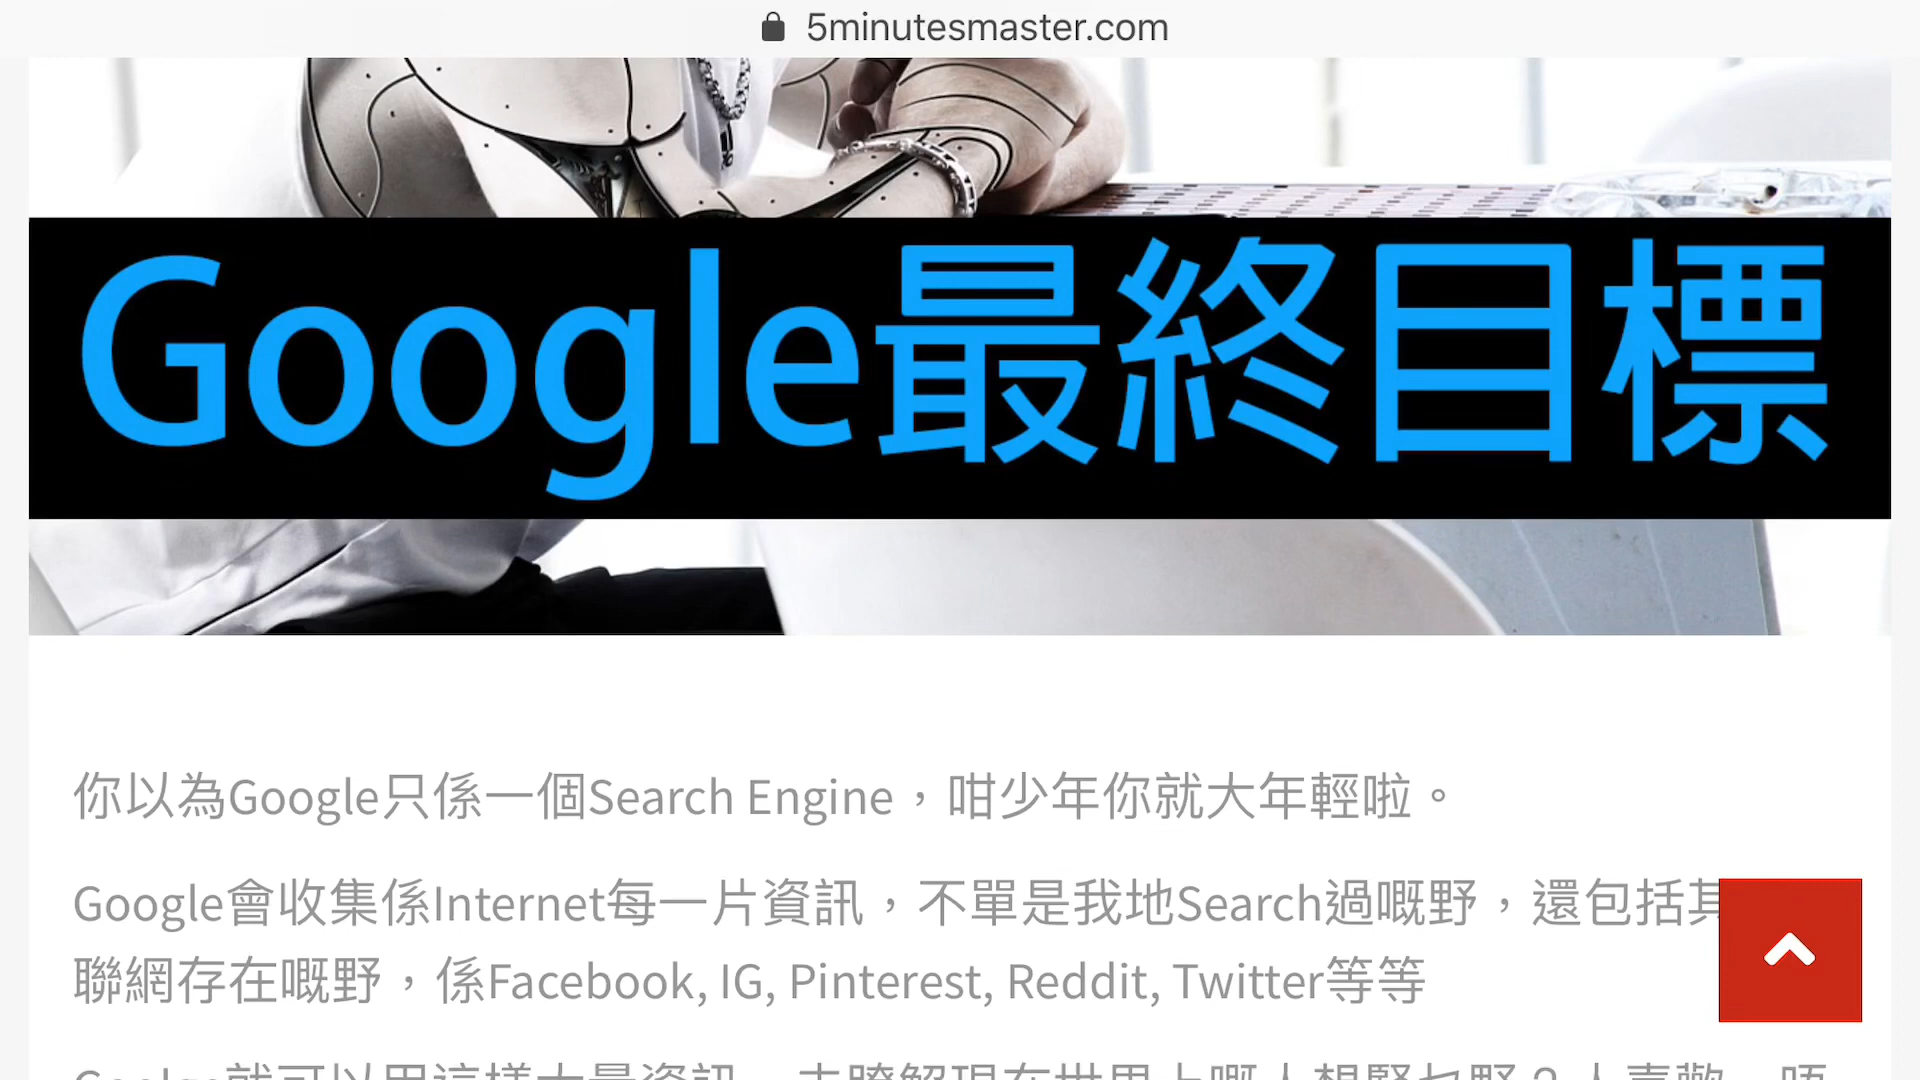 5minutesmaster.com
Google最終目標
你以為Google只係一個Search Engine，咁少年你就大年輕啦。
Google會收集係Internet每一片資訊，不單是我地Search過嘅野，還包括其
聯網存在嘅野，係Facebook, IG, Pinterest, Reddit, Twitter等等